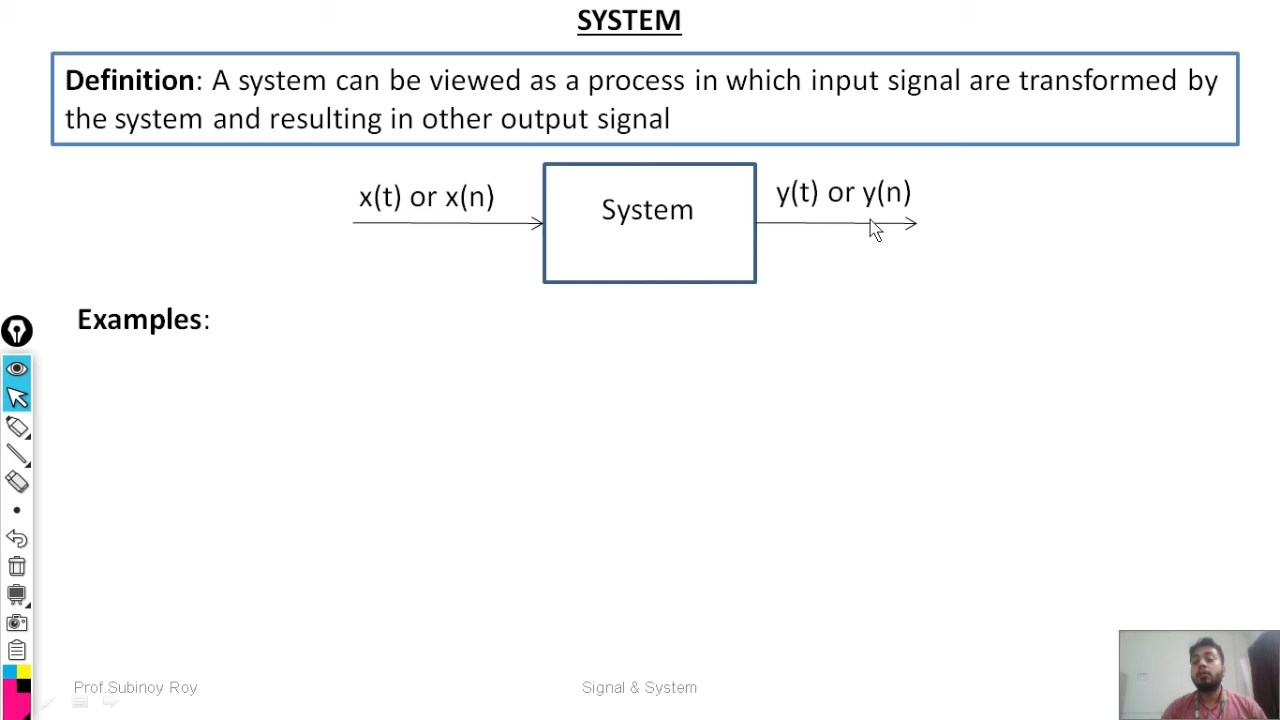 SYSTEM
Definition: A system can be viewed as a process in which input signal are transformed by
the system and resulting in other output signal
x(t) or x(n)
System
y(t) or y(n)
Examples:
Prof.Subinoy Roy
Signal & System